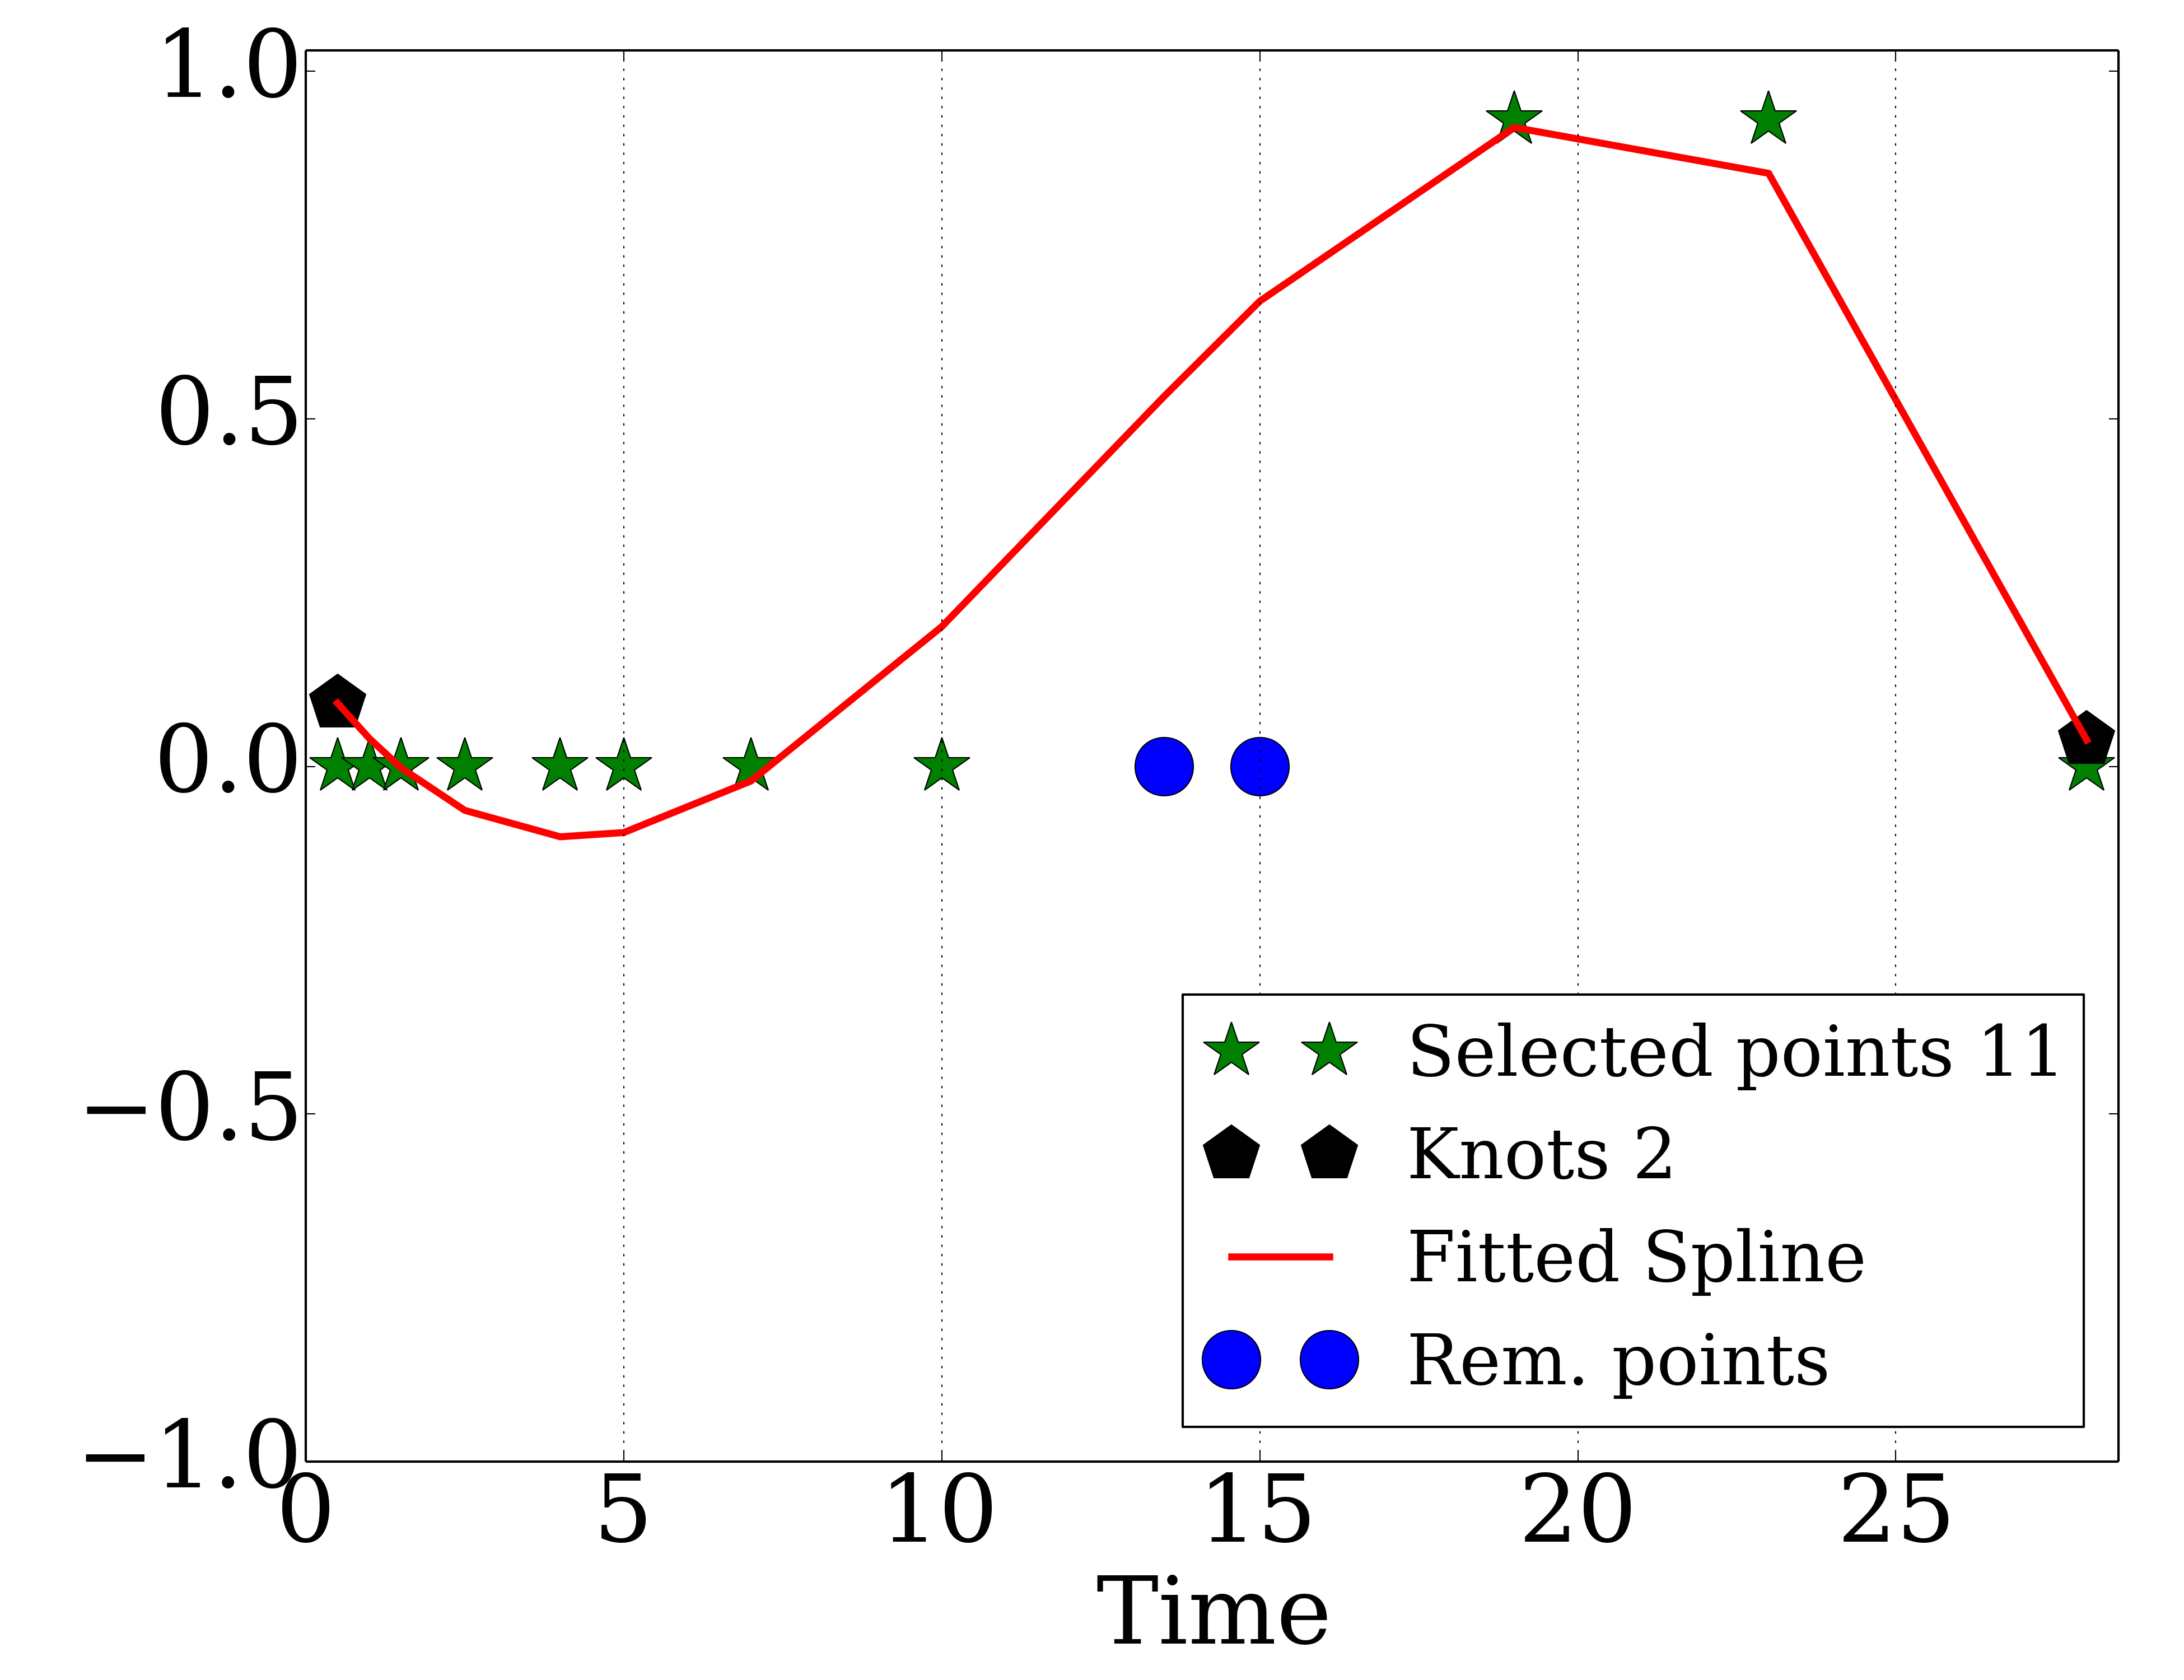 1.0
0.5
0.0
−0.5
−1.0
0 5 10 15 20 25
Time
Selected points 11
Knots 2
Fitted Spline
Rem. points